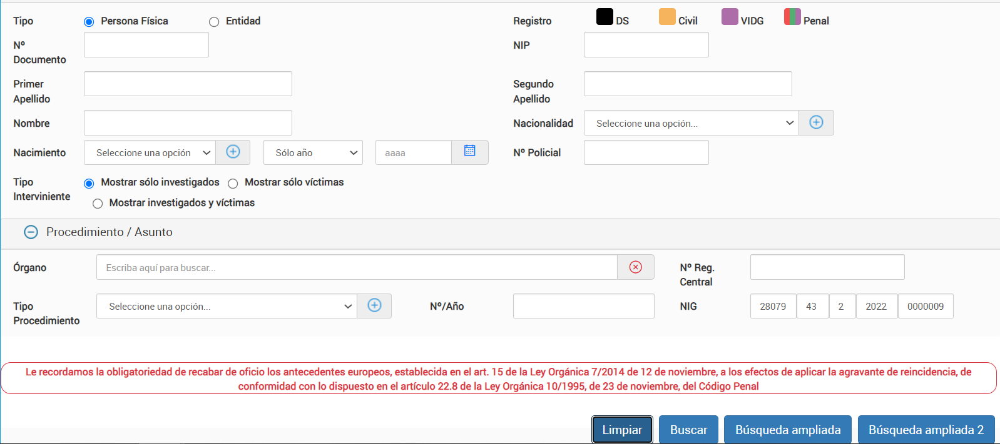 Tipo Persona Física Entidad Registro DS Civil VIDG Penal
Nº Documento NIP
Primer Apellido Segundo Apellido
Nombre Nacionalidad Seleccione una opción...
Nacimiento Seleccione una opción Sólo año aaaa Nº Policial
Tipo Interviniente Mostrar sólo investigados Mostrar sólo víctimas
Mostrar investigados y víctimas
Procedimiento / Asunto
Órgano Escriba aquí para buscar... Nº Reg. Central
Tipo Procedimiento Seleccione una opción... Nº/Año NIG 28079 43 2 2022 0000009
Le recordamos la obligatoriedad de recabar de oficio los antecedentes europeos, establecida en el art. 15 de la Ley Orgánica 7/2014 de 12 de noviembre, a los efectos de aplicar la agravante de reincidencia, de
conformidad con lo dispuesto en el artículo 22.8 de la Ley Orgánica 10/1995, de 23 de noviembre, del Código Penal
Limpiar Buscar Búsqueda ampliada Búsqueda ampliada 2